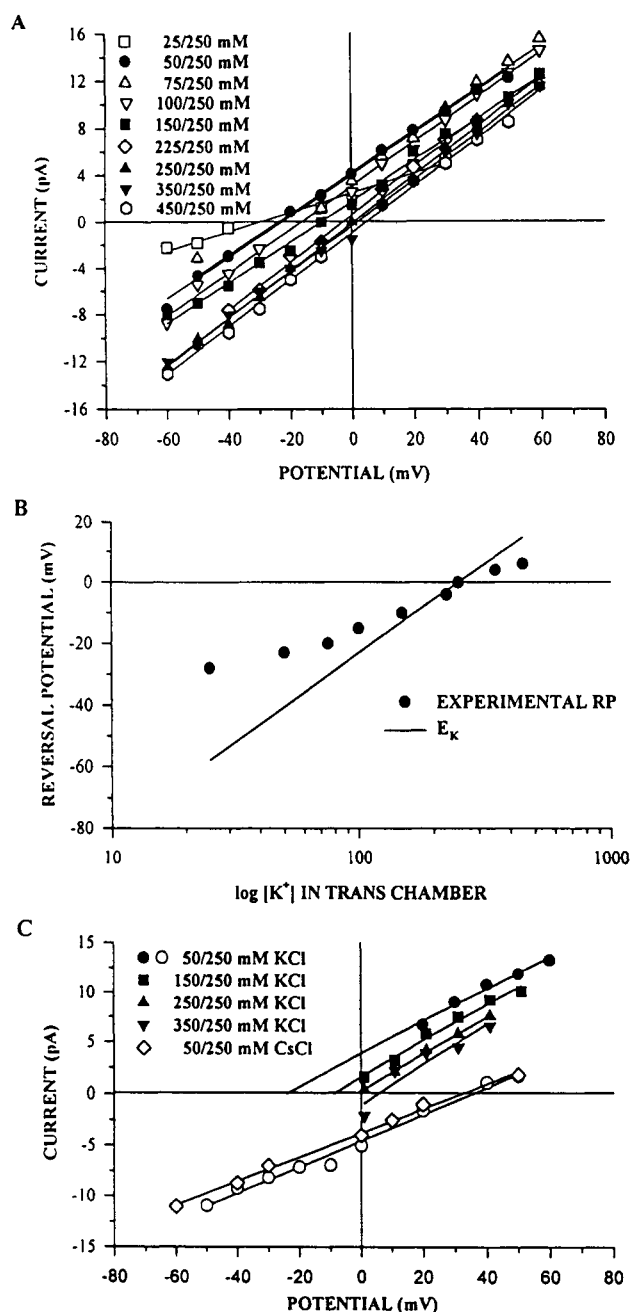 A
25/250 mM
50/250 mM
75/250 mM
100/250 mM
150/250 mM
225/250 mM
250/250 mM
350/250 mM
450/250 mM
CURRENT (pA)
16
12
8
4
0
-4
-8
-12
-16
-80 -60 -40 -20 0 20 40 60 80
POTENTIAL (mV)
B
REVERSAL POTENTIAL (mV)
20
0
-20
-40
-60
-80
EXPERIMENTAL RP
E_K
10 100 1000
log [K⁺] IN TRANS CHAMBER
C
50/250 mM KCl
150/250 mM KCl
250/250 mM KCl
350/250 mM KCl
50/250 mM CsCl
CURRENT (pA)
15
10
5
0
-5
-10
-15
-80 -60 -40 -20 0 20 40 60 80
POTENTIAL (mV)